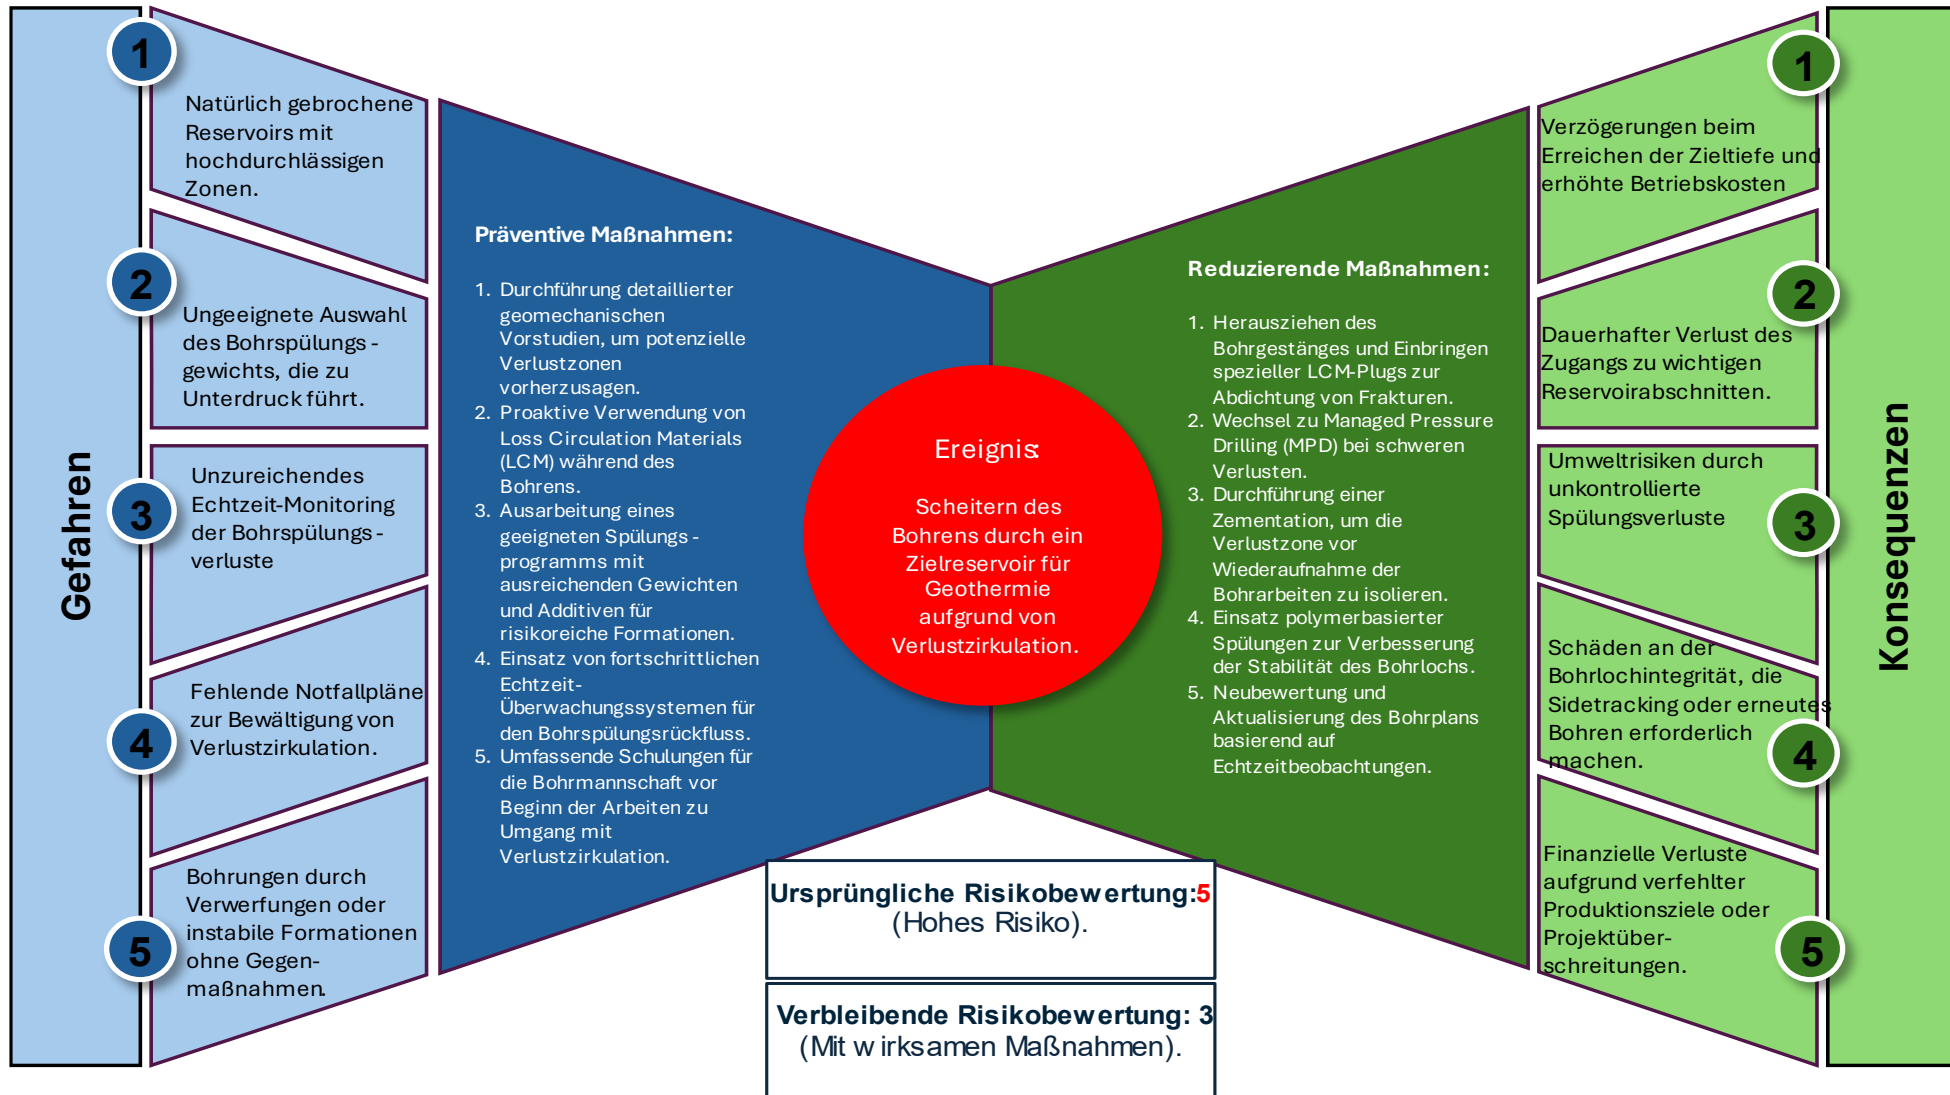 Gefahren
1
Natürlich gebrochene
Reservoirs mit
hochdurchlässigen
Zonen.
2
Ungeeignete Auswahl
des Bohrspülungs-
gewichts, die zu
Unterdruck führt.
3
Unzureichendes
Echtzeit-Monitoring
der Bohrspülungs-
verluste
4
Fehlende Notfallpläne
zur Bewältigung von
Verlustzirkulation.
5
Bohrungen durch
Verwerfungen oder
instabile Formationen
ohne Gegen-
maßnahmen.
Präventive Maßnahmen:
1. Durchführung detaillierter
geomechanischen
Vorstudien, um potenzielle
Verlustzonen
vorherzusagen.
2. Proaktive Verwendung von
Loss Circulation Materials
(LCM) während des
Bohrens.
3. Ausarbeitung eines
geeigneten Spülungs-
programms mit
ausreichenden Gewichten
und Additiven für
risikoreiche Formationen.
4. Einsatz von fortschrittlichen
Echtzeit-
Überwachungssystemen für
den Bohrspülungsrückfluss.
5. Umfassende Schulungen für
die Bohrmannschaft vor
Beginn der Arbeiten zu
Umgang mit
Verlustzirkulation.
Ereignis:
Scheitern des
Bohrens durch ein
Zielreservoir für
Geothermie
aufgrund von
Verlustzirkulation.
Reduzierende Maßnahmen:
1. Herausziehen des
Bohrgestänges und Einbringen
spezieller LCM-Plugs zur
Abdichtung von Frakturen.
2. Wechsel zu Managed Pressure
Drilling (MPD) bei schweren
Verlusten.
3. Durchführung einer
Zementation, um die
Verlustzone vor
Wiederaufnahme der
Bohrarbeiten zu isolieren.
4. Einsatz polymerbasierter
Spülungen zur Verbesserung
der Stabilität des Bohrlochs.
5. Neubewertung und
Aktualisierung des Bohrplans
basierend auf
Echtzeitbeobachtungen.
Ursprüngliche Risikobewertung:5
(Hohes Risiko).
Verbleibende Risikobewertung: 3
(Mit wirksamen Maßnahmen).
1
Verzögerungen beim
Erreichen der Zieltiefe und
erhöhte Betriebskosten
2
Dauerhafter Verlust des
Zugangs zu wichtigen
Reservoirabschnitten.
3
Umweltrisiken durch
unkontrollierte
Spülungsverluste
4
Schäden an der
Bohrlochintegrität, die
Sidetracking oder erneutes
Bohren erforderlich
machen.
5
Finanzielle Verluste
aufgrund verfehlter
Produktionsziele oder
Projektüber-
schreitungen.
Konsequenzen